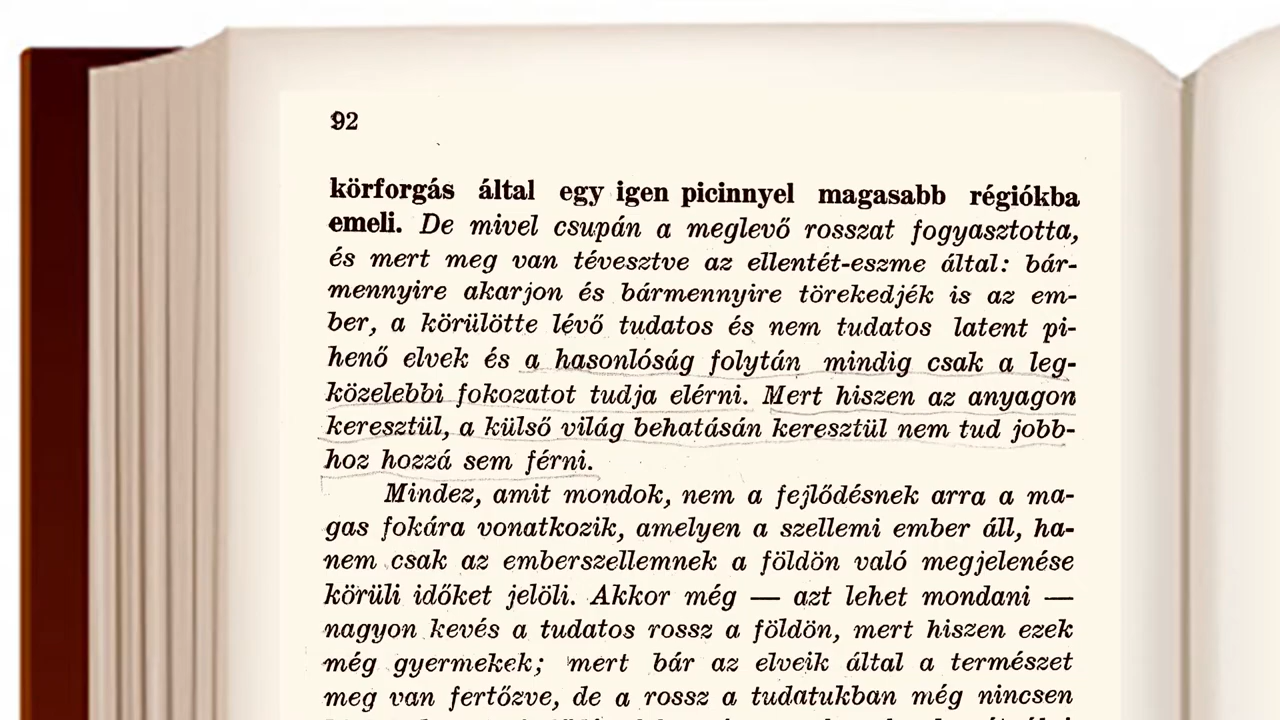 92
körforgás által egy igen picinnyel magasabb régiókba
emeli. De mivel csupán a meglevő rosszat fogyasztotta,
és mert meg van tévesztve az ellentét-eszme által: bár-
mennyire akarjon és bármennyire törekedjék is az em-
ber, a körülötte lévő tudatos és nem tudatos latent pi-
henő elvek és a hasonlóság folytán mindig csak a leg-
közelebbi fokozatot tudja elérni. Mert hiszen az anyagon
keresztül, a külső világ behatásán keresztül nem tud jobb-
hoz hozzá sem férni.
Mindez, amit mondok, nem a fejlődésnek arra a ma-
gas fokára vonatkozik, amelyen a szellemi ember áll, ha-
nem csak az emberszellemnek a földön való megjelenése
körüli időket jelöli. Akkor még — azt lehet mondani —
nagyon kevés a tudatos rossz a földön, mert hiszen ezek
még gyermekek; mert bár az elveik által a természet
meg van fertőzve, de a rossz a tudatukban még nincsen